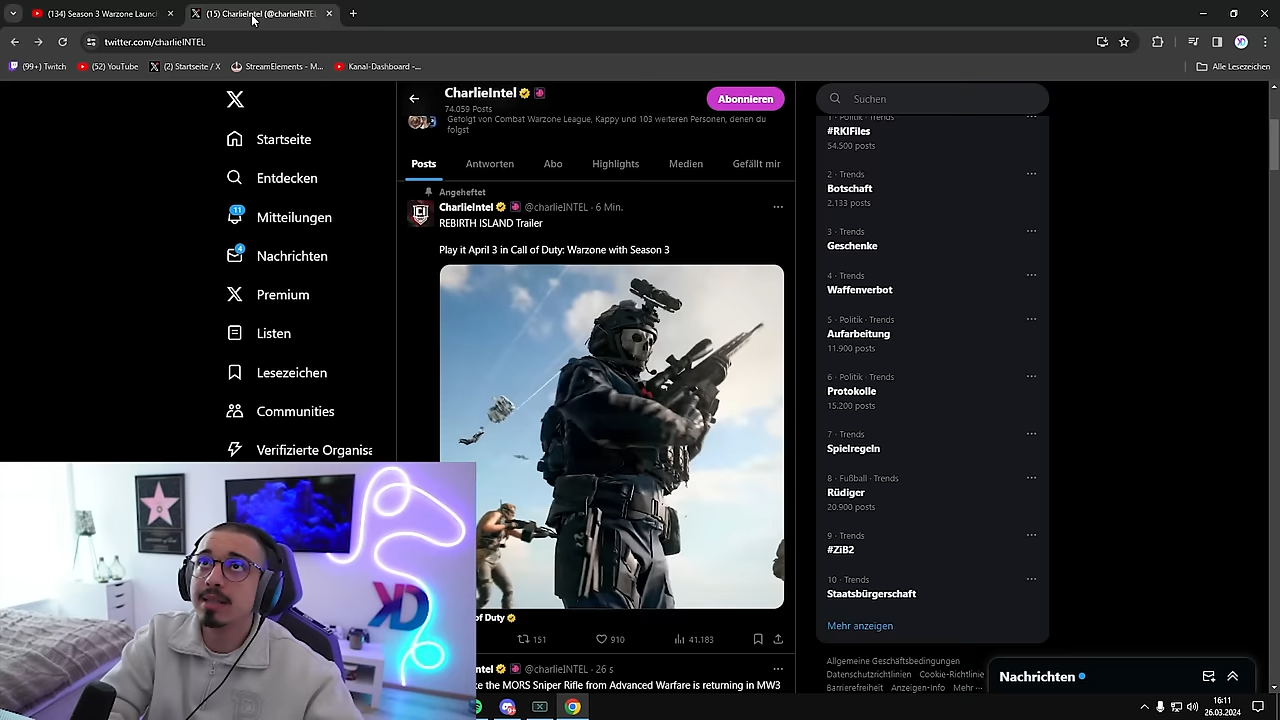 (134) Season 3 Warzone Launch
(15) CharlieIntel (@charlieINTEL
twitter.com/charlieINTEL
(99+) Twitch
(52) YouTube
(2) Startseite / X
StreamElements - M...
Kanal-Dashboard -...
Alle Lesezeichen
CharlieIntel
74.059 Posts
Gefolgt von Combat Warzone League, Kappy und 103 weiteren Personen, denen du
folgst
Abonnieren
Posts
Antworten
Abo
Highlights
Medien
Gefällt mir
Startseite
Entdecken
11
Mitteilungen
4
Nachrichten
Premium
Listen
Lesezeichen
Communities
Verifizierte Organisa
Angeheftet
CharlieIntel @charlieINTEL · 6 Min.
REBIRTH ISLAND Trailer
Play it April 3 in Call of Duty: Warzone with Season 3
of Duty
151
910
41.183
ntel @charlieINTEL · 26 s
ke the MORS Sniper Rifle from Advanced Warfare is returning in MW3
Suchen
1 · Politik · Trends
#RKIFiles
54.500 posts
2 · Trends
Botschaft
2.133 posts
3 · Trends
Geschenke
4 · Trends
Waffenverbot
5 · Politik · Trends
Aufarbeitung
11.900 posts
6 · Politik · Trends
Protokolle
15.200 posts
7 · Trends
Spielregeln
8 · Fußball · Trends
Rüdiger
20.900 posts
9 · Trends
#ZiB2
10 · Trends
Staatsbürgerschaft
Mehr anzeigen
Allgemeine Geschäftsbedingungen
Datenschutzrichtlinien Cookie-Richtlinie
Barrierefreiheit Anzeigen-Info Mehr ...
Nachrichten
XD
16:11
26.03.2024